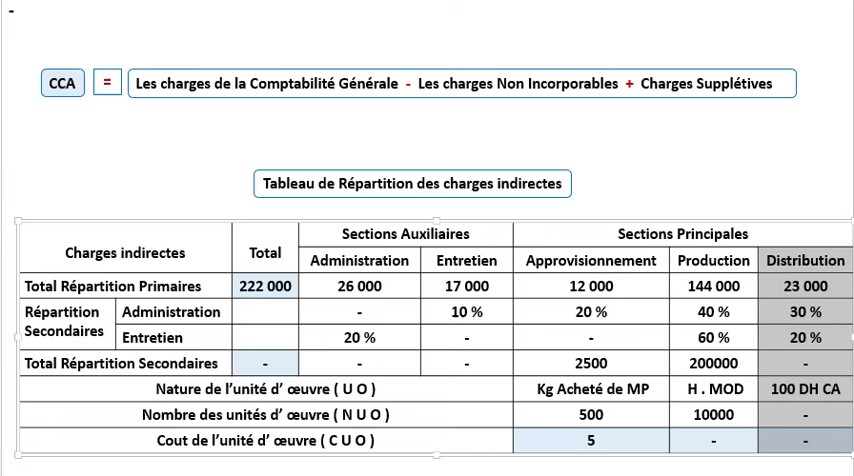 -
CCA = Les charges de la Comptabilité Générale - Les charges Non Incorporables + Charges Supplétives
Tableau de Répartition des charges indirectes
Charges indirectes Total Sections Auxiliaires Sections Principales
Administration Entretien Approvisionnement Production Distribution
Total Répartition Primaires 222 000 26 000 17 000 12 000 144 000 23 000
Répartition Secondaires Administration - 10 % 20 % 40 % 30 %
Entretien 20 % - - 60 % 20 %
Total Répartition Secondaires - - - 2500 200000 -
Nature de l'unité d' œuvre ( U O ) Kg Acheté de MP H . MOD 100 DH CA
Nombre des unités d' œuvre ( N U O ) 500 10000 -
Cout de l'unité d' œuvre ( C U O ) 5 - -